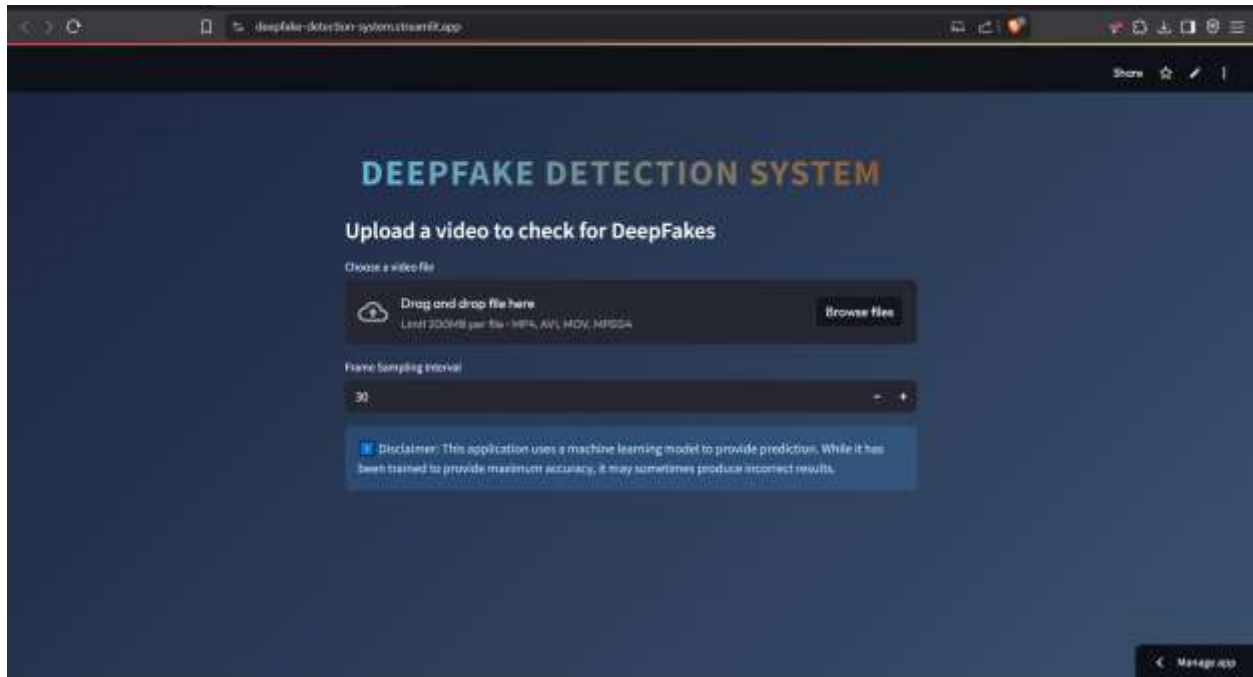 deepfake-detection-system.streamlit.app
Share
DEEPFAKE DETECTION SYSTEM
Upload a video to check for DeepFakes
Choose a video file
Drag and drop file here
Limit 200MB per file • MP4, AVI, MOV, MPEG4
Browse files
Frame Sampling Interval
30
- +
Disclaimer: This application uses a machine learning model to provide prediction. While it has
been trained to provide maximum accuracy, it may sometimes produce incorrect results.
Manage app